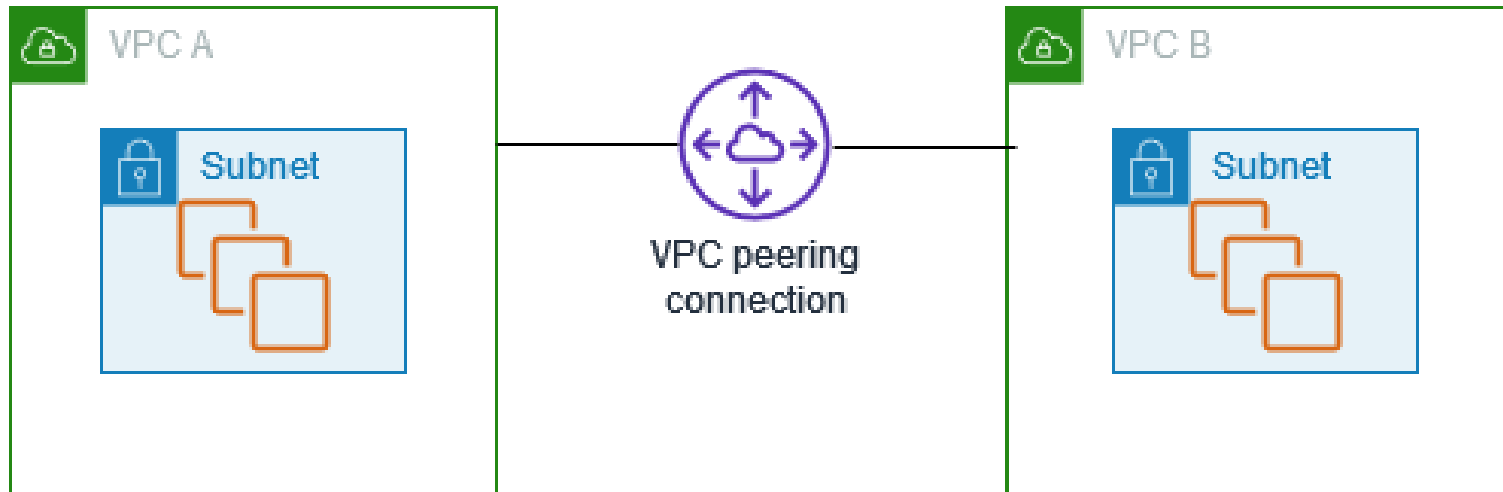 VPC A
VPC B
Subnet
Subnet
VPC peering
connection